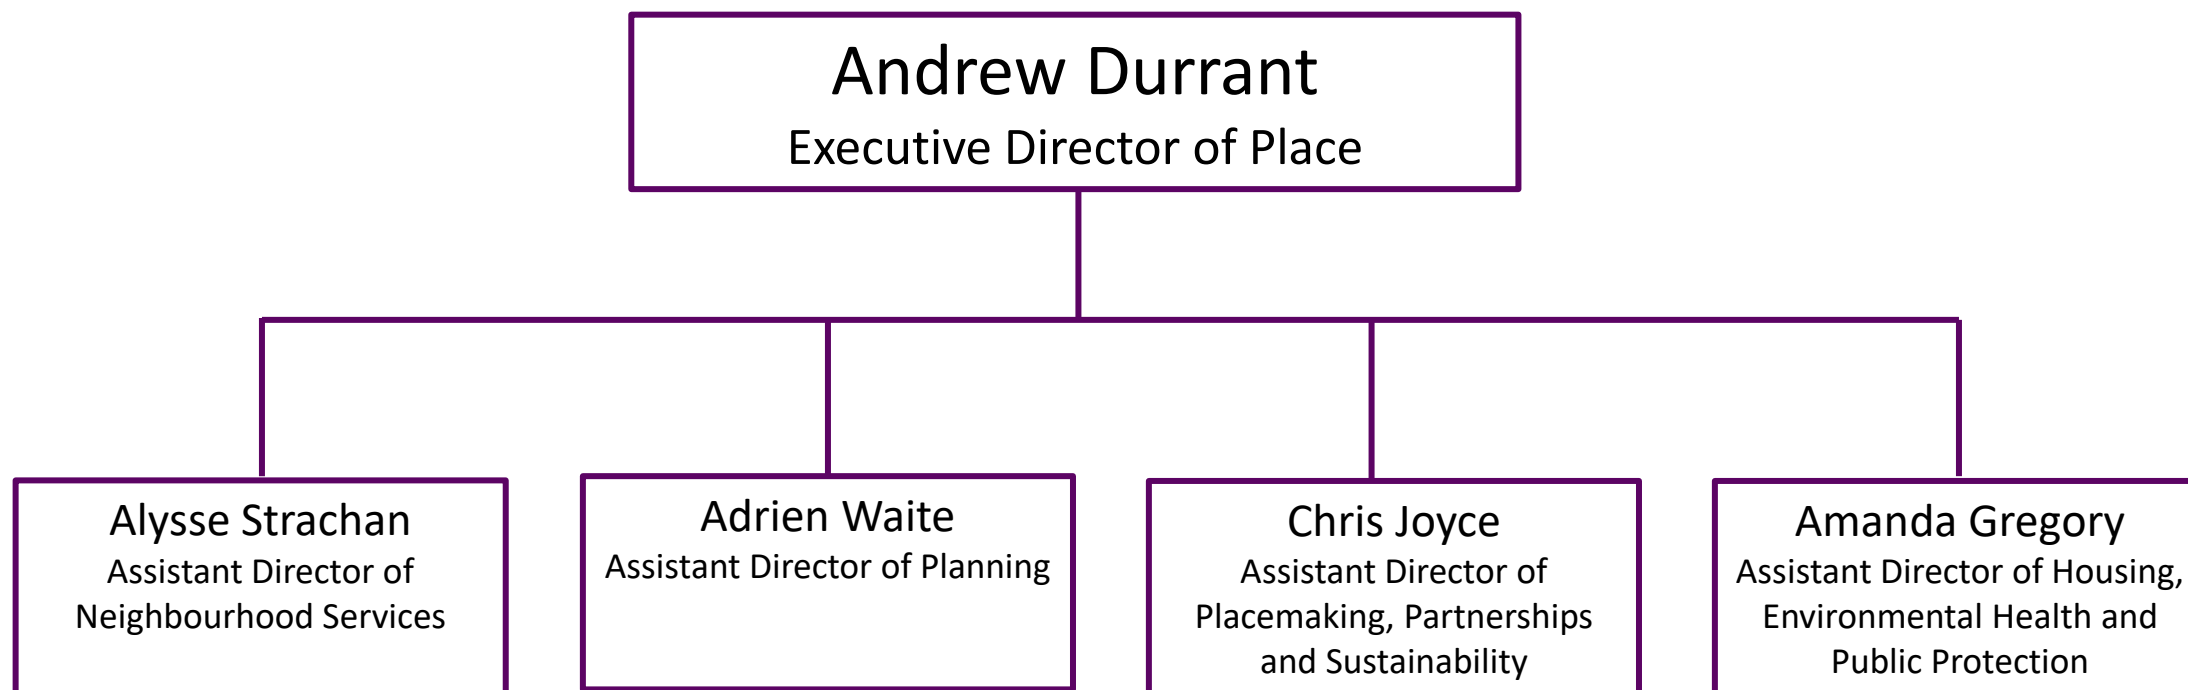 Andrew Durrant
Executive Director of Place
Alysse Strachan
Assistant Director of
Neighbourhood Services
Adrien Waite
Assistant Director of Planning
Chris Joyce
Assistant Director of
Placemaking, Partnerships
and Sustainability
Amanda Gregory
Assistant Director of Housing,
Environmental Health and
Public Protection